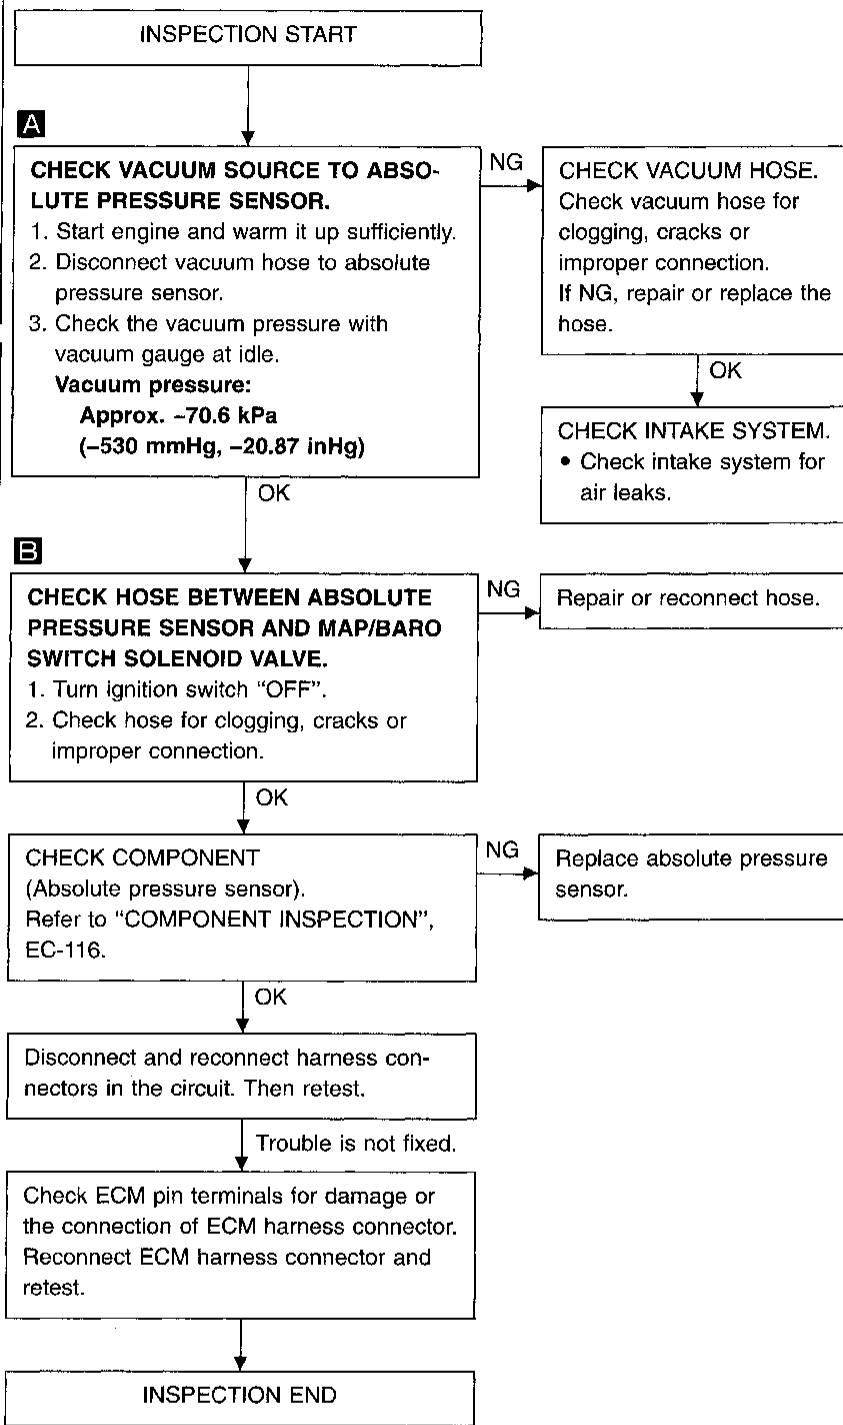 INSPECTION START
A
CHECK VACUUM SOURCE TO ABSO-
LUTE PRESSURE SENSOR.
1. Start engine and warm it up sufficiently.
2. Disconnect vacuum hose to absolute
pressure sensor.
3. Check the vacuum pressure with
vacuum gauge at idle.
Vacuum pressure:
Approx. –70.6 kPa
(–530 mmHg, –20.87 inHg)
NG
CHECK VACUUM HOSE.
Check vacuum hose for
clogging, cracks or
improper connection.
If NG, repair or replace the
hose.
OK
CHECK INTAKE SYSTEM.
• Check intake system for
air leaks.
OK
B
CHECK HOSE BETWEEN ABSOLUTE
PRESSURE SENSOR AND MAP/BARO
SWITCH SOLENOID VALVE.
1. Turn ignition switch “OFF”.
2. Check hose for clogging, cracks or
improper connection.
NG
Repair or reconnect hose.
OK
CHECK COMPONENT
(Absolute pressure sensor).
Refer to “COMPONENT INSPECTION”,
EC-116.
NG
Replace absolute pressure
sensor.
OK
Disconnect and reconnect harness con-
nectors in the circuit. Then retest.
Trouble is not fixed.
Check ECM pin terminals for damage or
the connection of ECM harness connector.
Reconnect ECM harness connector and
retest.
INSPECTION END